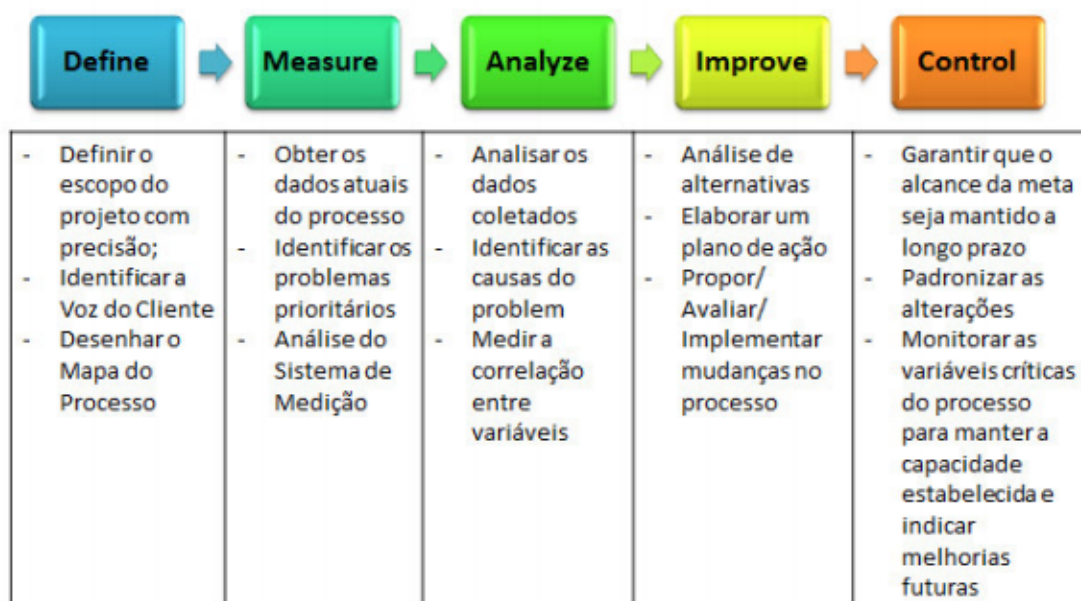 Define
Measure
Analyze
Improve
Control
- Definir o
escopo do
projeto com
precisão;
- Identificar a
Voz do Cliente
- Desenhar o
Mapa do
Processo
- Obter os
dados atuais
do processo
- Identificar os
problemas
prioritários
- Análise do
Sistema de
Medição
- Analisar os
dados
coletados
- Identificar as
causas do
problem
- Medir a
correlação
entre
variáveis
- Análise de
alternativas
- Elaborar um
plano de ação
- Propor/
Avaliar/
Implementar
mudanças no
processo
- Garantir que o
alcance da meta
seja mantido a
longo prazo
- Padronizar as
alterações
- Monitorar as
variáveis críticas
do processo
para manter a
capacidade
estabelecida e
indicar
melhorias
futuras